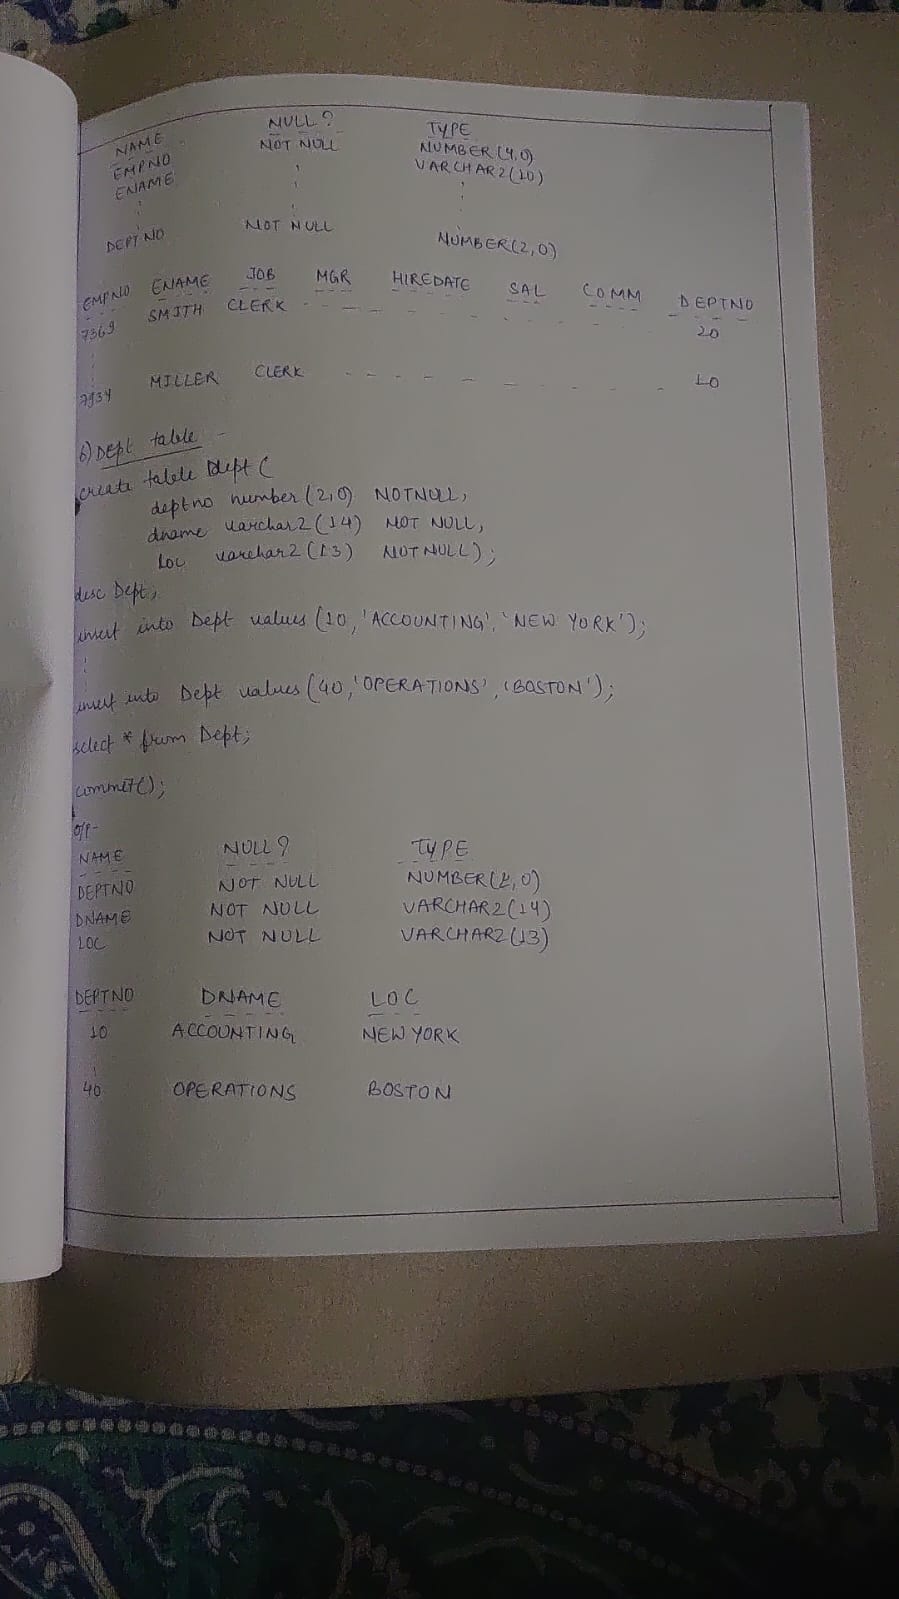 NAME NULL? TYPE
EMPNO NOT NULL NUMBER(4,0)
ENAME VARCHAR2(10)
DEPTNO NOT NULL NUMBER(2,0)
EMPNO ENAME JOB MGR HIREDATE SAL COMM DEPTNO
7369 SMITH CLERK - - - - - - - - - - 20
7934 MILLER CLERK - - - - - - - - - - 10
6) Dept table -
create table Dept (
deptno number(2,0) NOTNULL,
dname varchar2(14) NOT NULL,
Loc varchar2(13) NOTNULL);
desc Dept;
insert into Dept values (10, 'ACCOUNTING', 'NEW YORK');
insert into Dept values (40, 'OPERATIONS', 'BOSTON');
select * from Dept;
commit();
O/P-
NAME NULL? TYPE
DEPTNO NOT NULL NUMBER(2,0)
DNAME NOT NULL VARCHAR2(14)
LOC NOT NULL VARCHAR2(13)
DEPTNO DNAME LOC
10 ACCOUNTING NEW YORK
40 OPERATIONS BOSTON